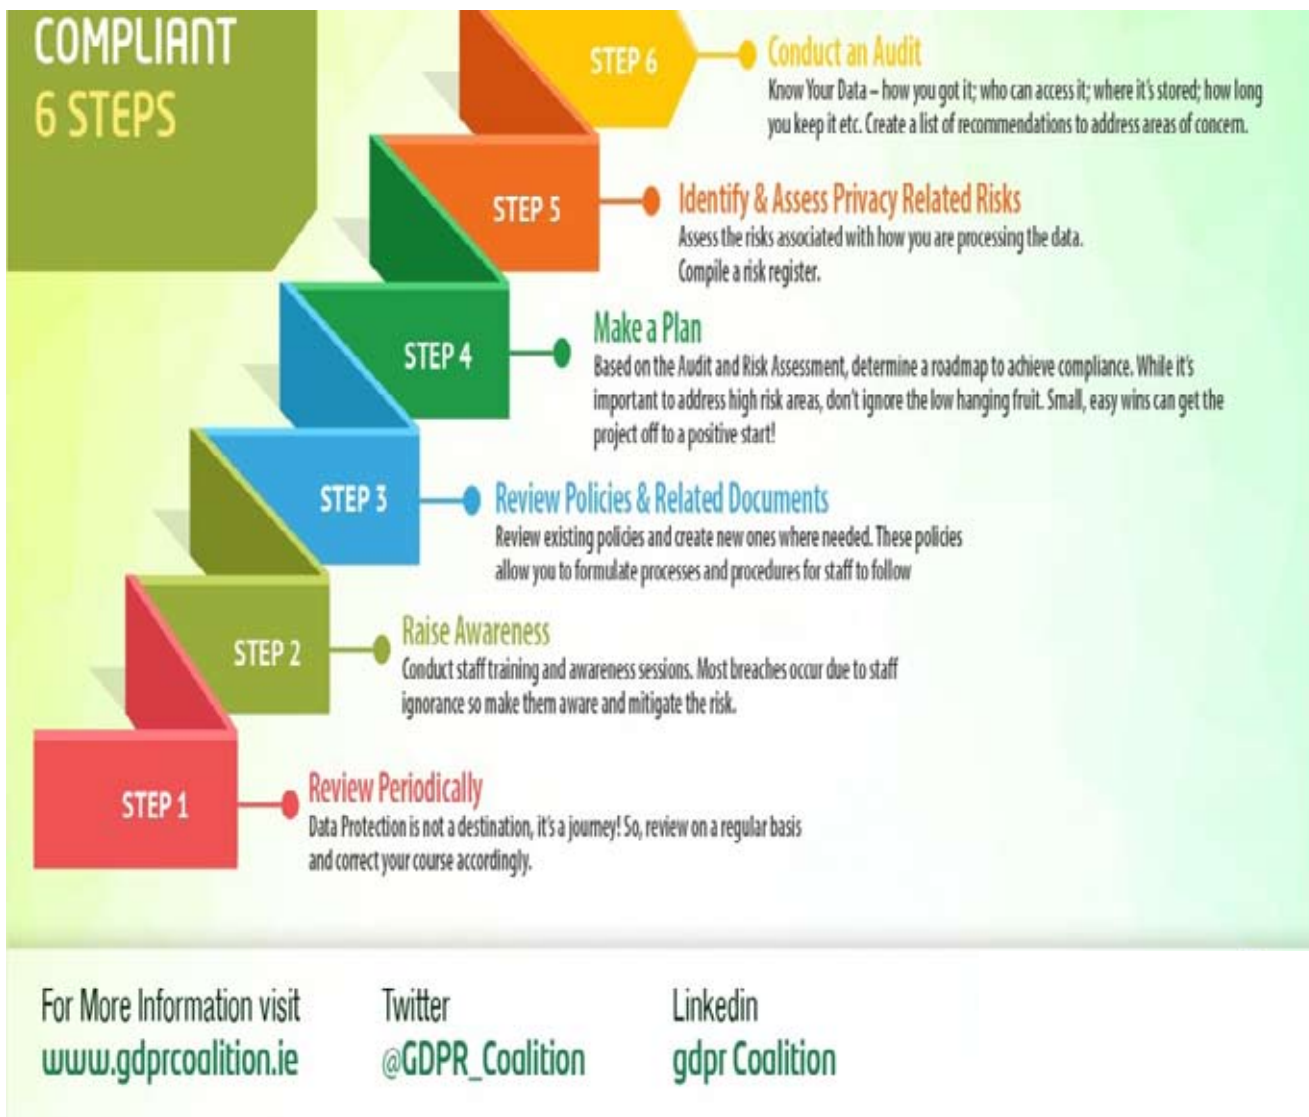 COMPLIANT
6 STEPS
STEP 6
Conduct an Audit
Know Your Data – how you got it; who can access it; where it's stored; how long
you keep it etc. Create a list of recommendations to address areas of concern.
STEP 5
Identify & Assess Privacy Related Risks
Assess the risks associated with how you are processing the data.
Compile a risk register.
STEP 4
Make a Plan
Based on the Audit and Risk Assessment, determine a roadmap to achieve compliance. While it's
important to address high risk areas, don't ignore the low hanging fruit. Small, easy wins can get the
project off to a positive start!
STEP 3
Review Policies & Related Documents
Review existing policies and create new ones where needed. These policies
allow you to formulate processes and procedures for staff to follow
STEP 2
Raise Awareness
Conduct staff training and awareness sessions. Most breaches occur due to staff
ignorance so make them aware and mitigate the risk.
STEP 1
Review Periodically
Data Protection is not a destination, it's a journey! So, review on a regular basis
and correct your course accordingly.
For More Information visit
www.gdprcoalition.ie
Twitter
@GDPR_Coalition
Linkedin
gdpr Coalition